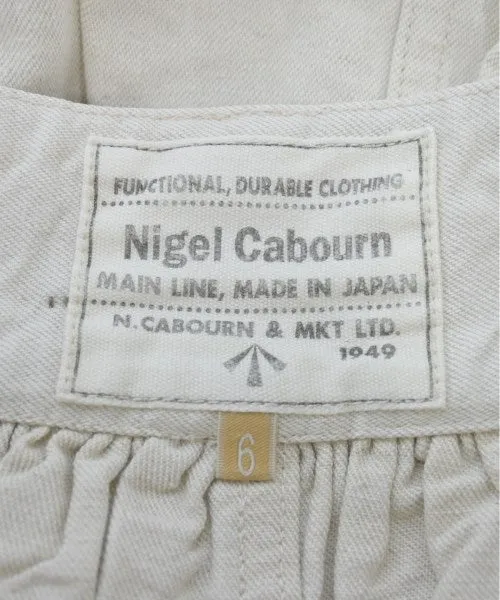 FUNCTIONAL, DURABLE CLOTHING
Nigel Cabourn
MAIN LINE, MADE IN JAPAN
N. CABOURN & MKT LTD.
1949
6